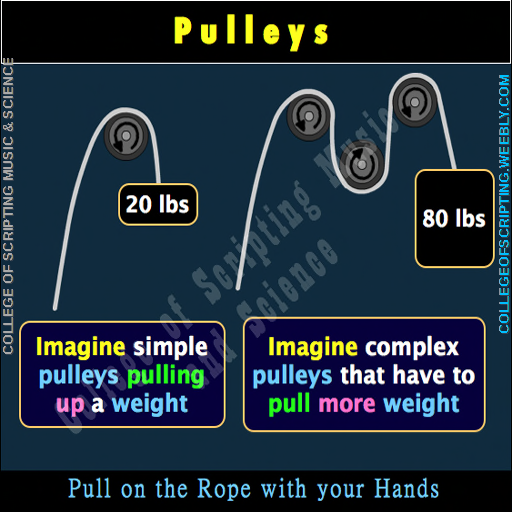 Pulleys
COLLEGE OF SCRIPTING MUSIC & SCIENCE
COLLEGEOFSCRIPTING.WEEBLY.COM
20 lbs
80 lbs
College of Scripting Music
and Science
Imagine simple
pulleys pulling
up a weight
Imagine complex
pulleys that have to
pull more weight
Pull on the Rope with your Hands